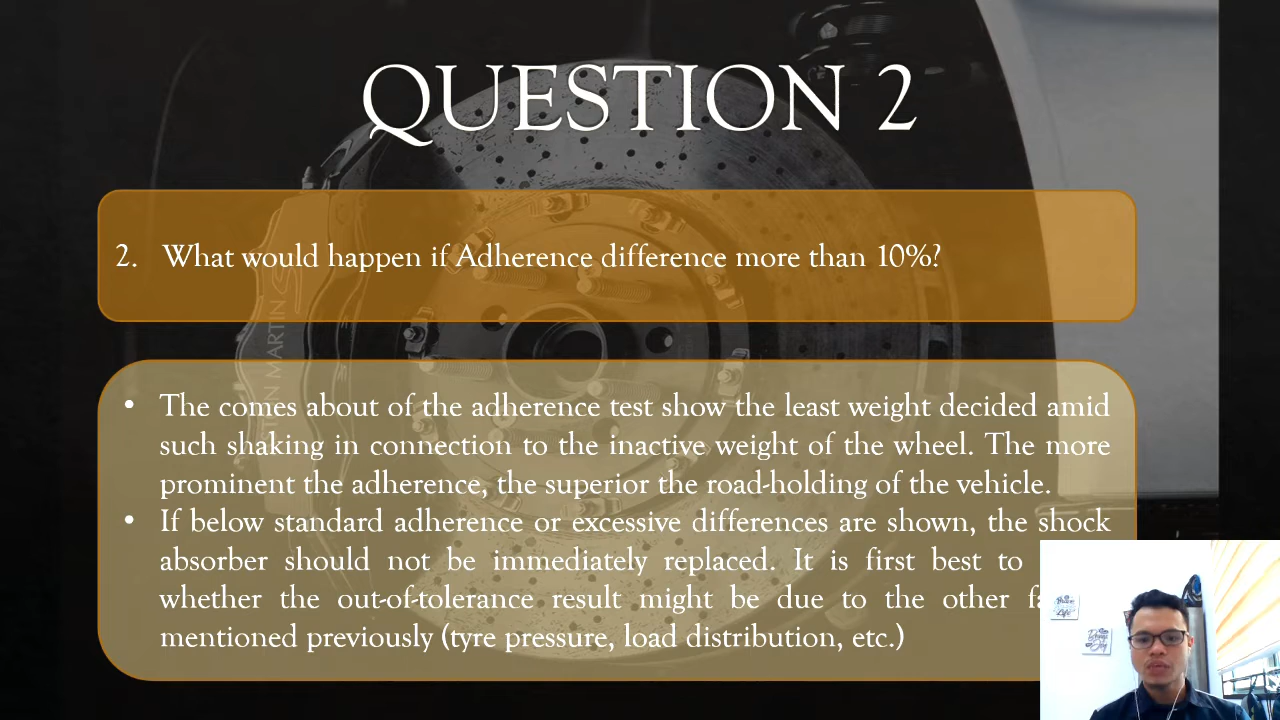 QUESTION 2
2. What would happen if Adherence difference more than 10%?
• The comes about of the adherence test show the least weight decided amid
such shaking in connection to the inactive weight of the wheel. The more
prominent the adherence, the superior the road-holding of the vehicle.
• If below standard adherence or excessive differences are shown, the shock
absorber should not be immediately replaced. It is first best to
whether the out-of-tolerance result might be due to the other
mentioned previously (tyre pressure, load distribution, etc.)
MARTIN